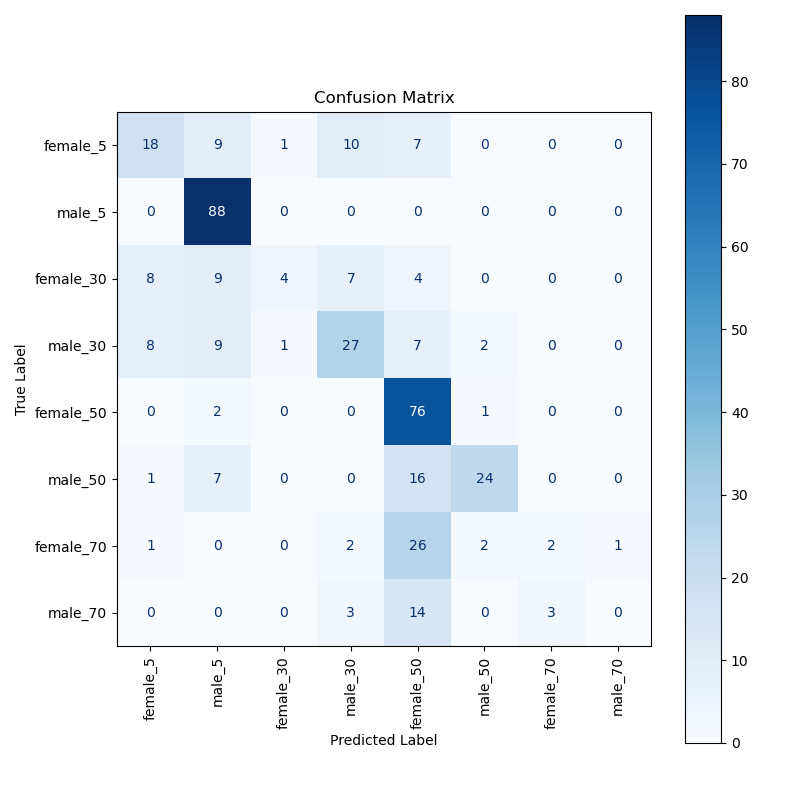 Confusion Matrix
female_5 18 9 1 10 7 0 0 0
male_5 0 88 0 0 0 0 0 0
female_30 8 9 4 7 4 0 0 0
male_30 8 9 1 27 7 2 0 0
female_50 0 2 0 0 76 1 0 0
male_50 1 7 0 0 16 24 0 0
female_70 1 0 0 2 26 2 2 1
male_70 0 0 0 3 14 0 3 0
True Label
female_5 male_5 female_30 male_30 female_50 male_50 female_70 male_70
Predicted Label
80
70
60
50
40
30
20
10
0